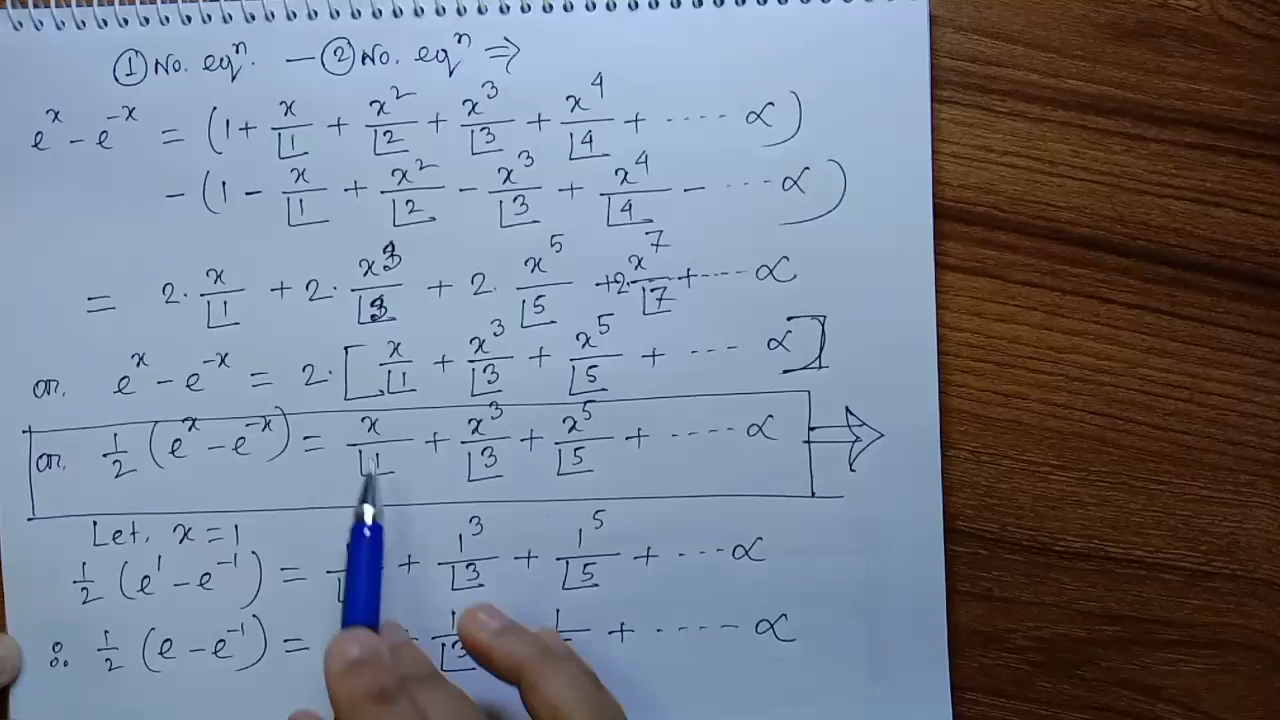 ① No. eqⁿ. — ② No. eqⁿ ⇒
eˣ - e⁻ˣ = (1 + x/⌊1 + x²/⌊2 + x³/⌊3 + x⁴/⌊4 + ···· ∝)
- (1 - x/⌊1 + x²/⌊2 - x³/⌊3 + x⁴/⌊4 - ··· ∝)
= 2· x/⌊1 + 2· x³/⌊3 + 2· x⁵/⌊5 + 2· x⁷/⌊7 + ···· ∝
or. eˣ - e⁻ˣ = 2· [x/⌊1 + x³/⌊3 + x⁵/⌊5 + ··· ∝]
or. 1/2 (eˣ - e⁻ˣ) = x/⌊1 + x³/⌊3 + x⁵/⌊5 + ···· ∝
Let, x = 1
1/2 (e¹ - e⁻¹) = + 1³/⌊3 + 1⁵/⌊5 + ··· ∝
∴ 1/2 (e - e⁻¹) = + 1/⌊3 + ···· ∝